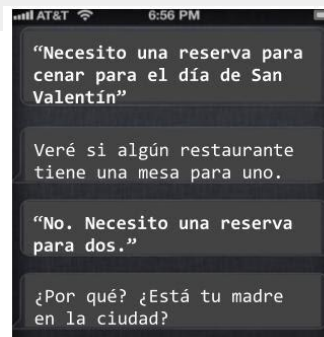 AT&T 6:56 PM
“Necesito una reserva para
cenar para el día de San
Valentín”
Veré si algún restaurante
tiene una mesa para uno.
“No. Necesito una reserva
para dos.”
¿Por qué? ¿Está tu madre
en la ciudad?